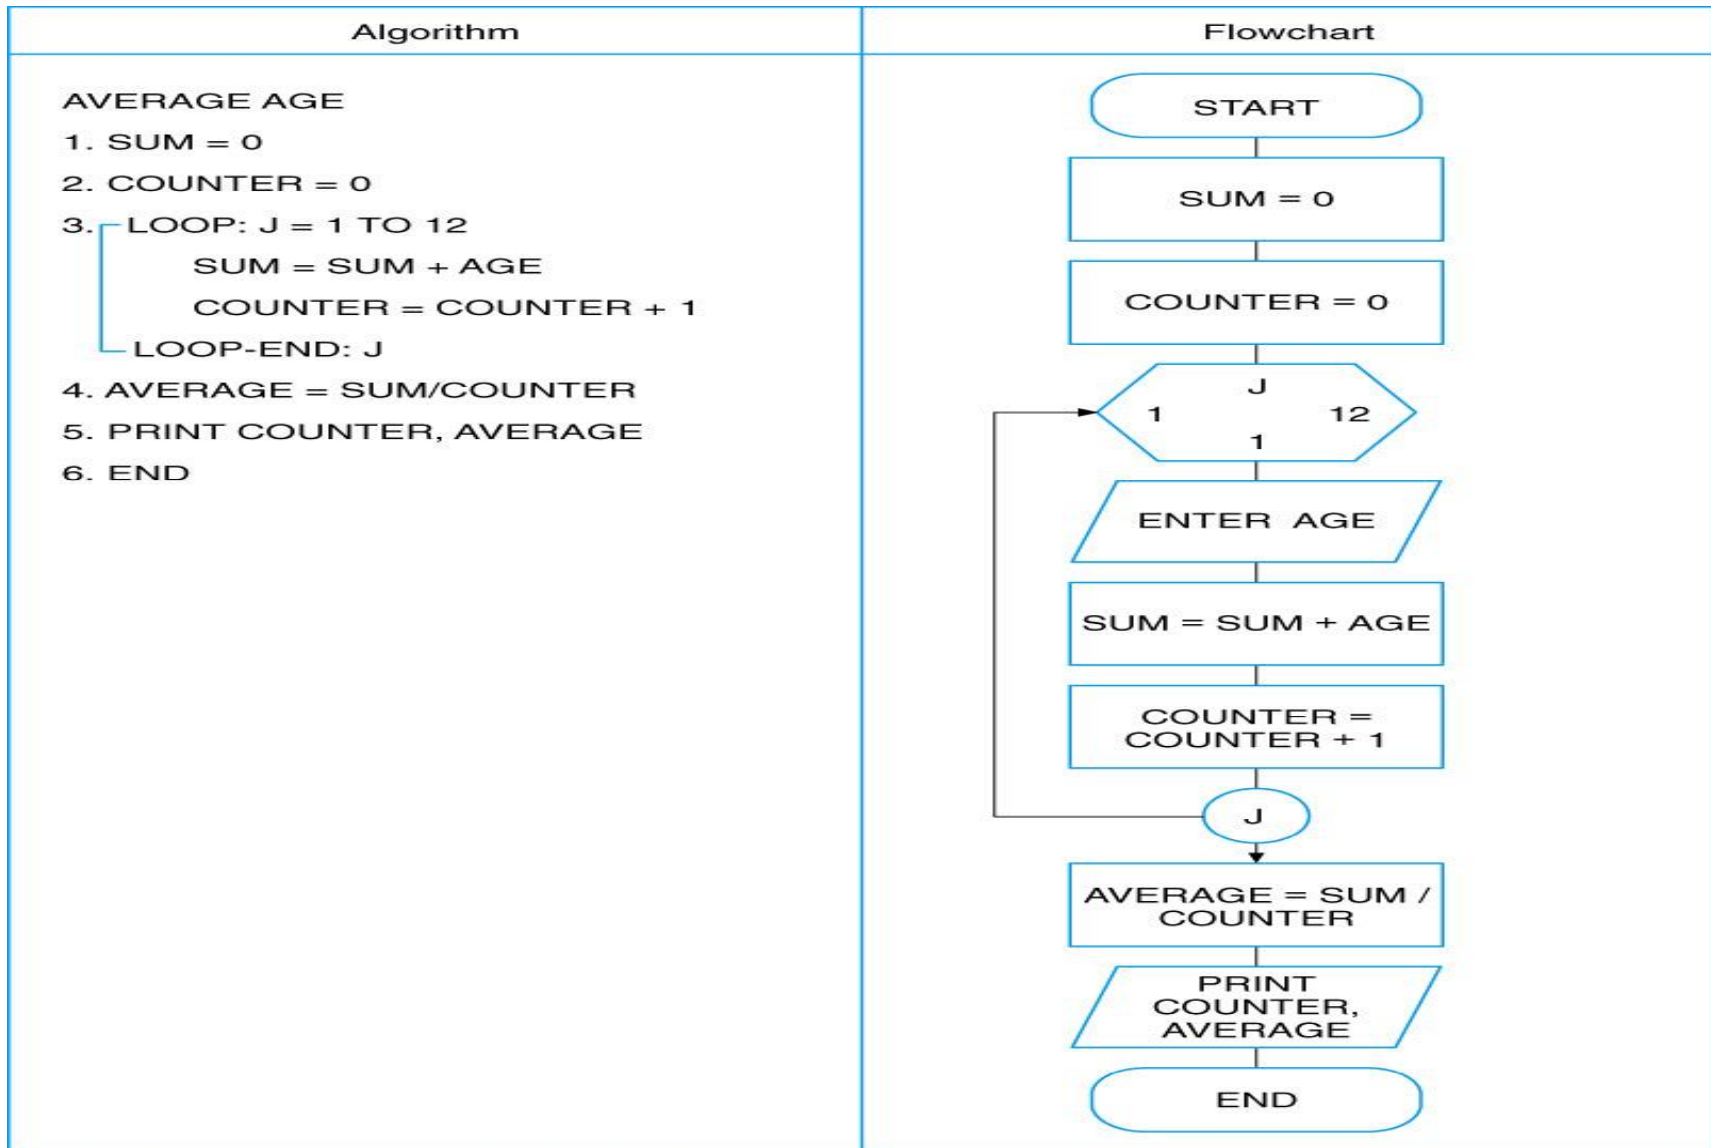 Algorithm
Flowchart
AVERAGE AGE
1. SUM = 0
2. COUNTER = 0
3. LOOP: J = 1 TO 12
SUM = SUM + AGE
COUNTER = COUNTER + 1
LOOP-END: J
4. AVERAGE = SUM/COUNTER
5. PRINT COUNTER, AVERAGE
6. END
START
SUM = 0
COUNTER = 0
J
1 12
1
ENTER AGE
SUM = SUM + AGE
COUNTER =
COUNTER + 1
J
AVERAGE = SUM /
COUNTER
PRINT
COUNTER,
AVERAGE
END